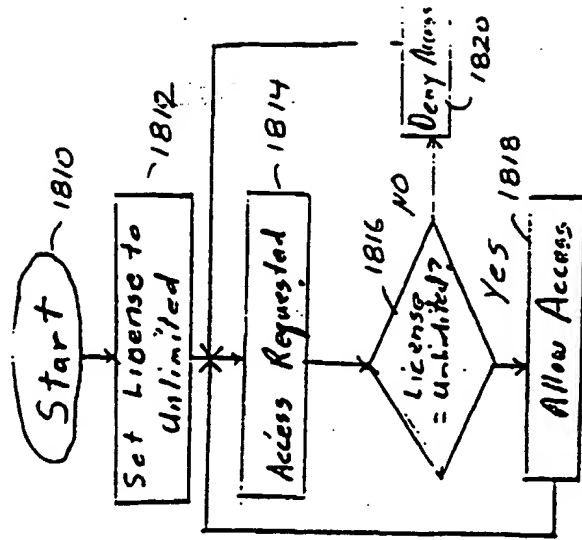 Start
1810
Set License to
Unlimited
1812
Access Requested
1814
License
= Unlimited?
1816
NO
Deny Access
1820
Yes
1818
Allow Access